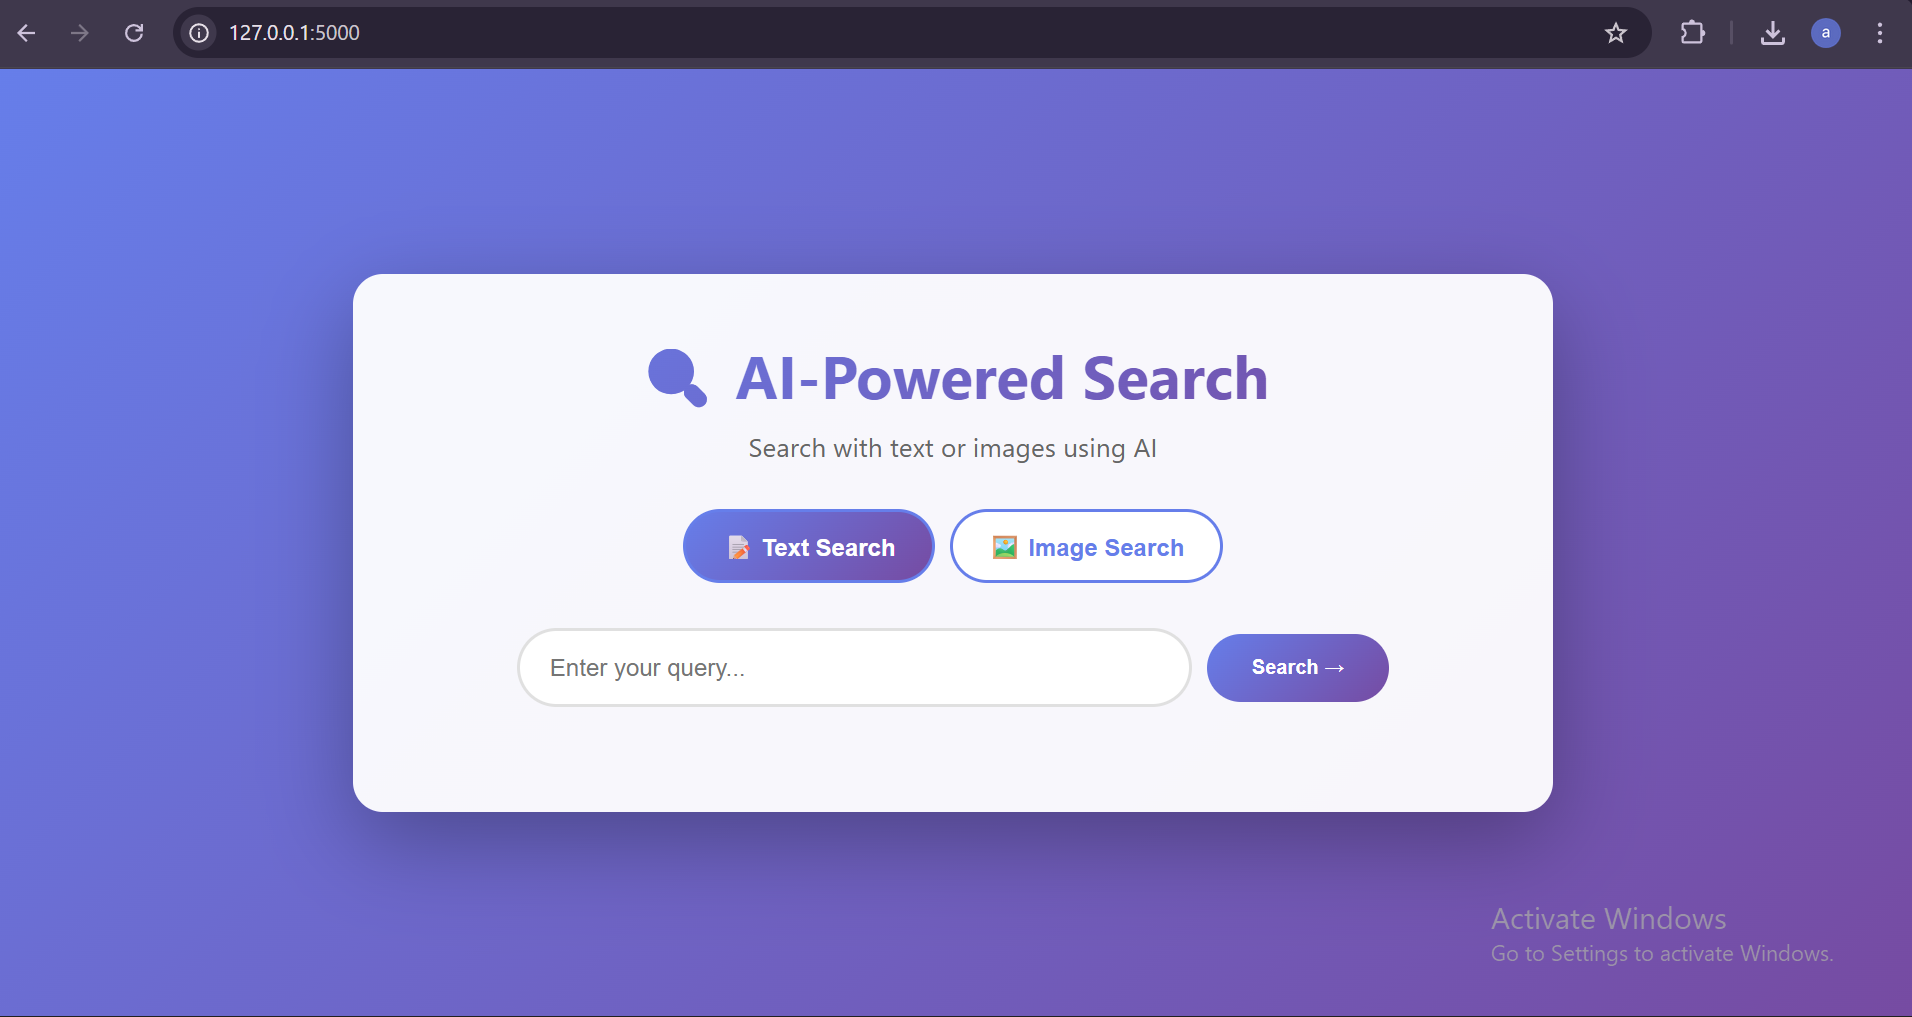 127.0.0.1:5000
a
AI-Powered Search
Search with text or images using AI
Text Search
Image Search
Enter your query...
Search →
Activate Windows
Go to Settings to activate Windows.